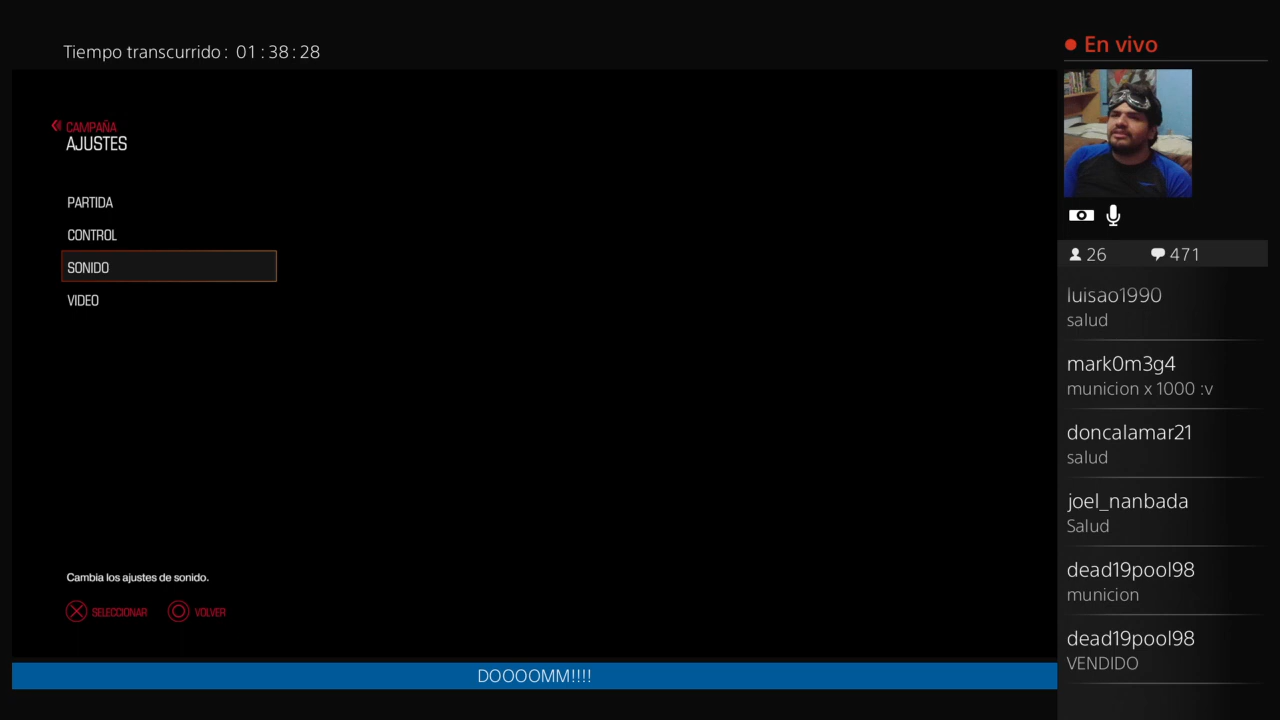 Tiempo transcurrido : 01 : 38 : 28
En vivo
CAMPAÑA
AJUSTES
PARTIDA
CONTROL
SONIDO
VIDEO
Cambia los ajustes de sonido.
SELECCIONAR VOLVER
DOOOOMM!!!!
26 471
luisao1990
salud
mark0m3g4
municion x 1000 :v
doncalamar21
salud
joel_nanbada
Salud
dead19pool98
municion
dead19pool98
VENDIDO